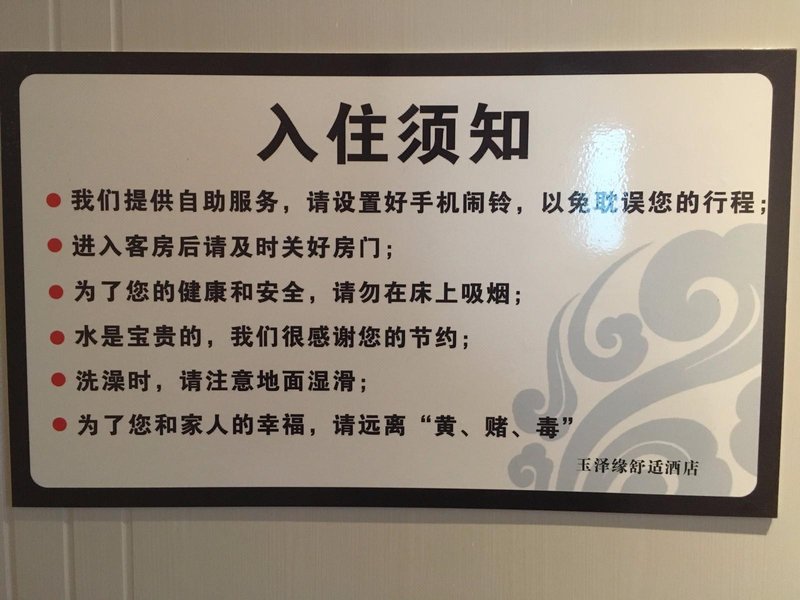 入住须知
我们提供自助服务，请设置好手机闹铃，以免耽误您的行程；
进入客房后请及时关好房门；
为了您的健康和安全，请勿在床上吸烟；
水是宝贵的，我们很感谢您的节约；
洗澡时，请注意地面湿滑；
为了您和家人的幸福，请远离“黄、赌、毒”
玉泽缘舒适酒店